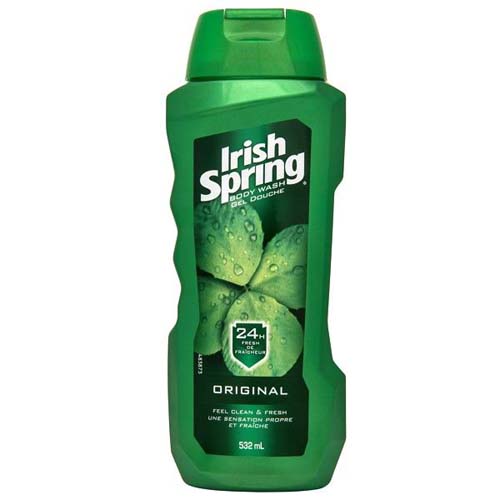 Irish
Spring
BODY WASH
GEL DOUCHE
24H
FRESH
DE
FRAÎCHEUR
ORIGINAL
FEEL CLEAN & FRESH
UNE SENSATION PROPRE
ET FRAÎCHE
532 mL